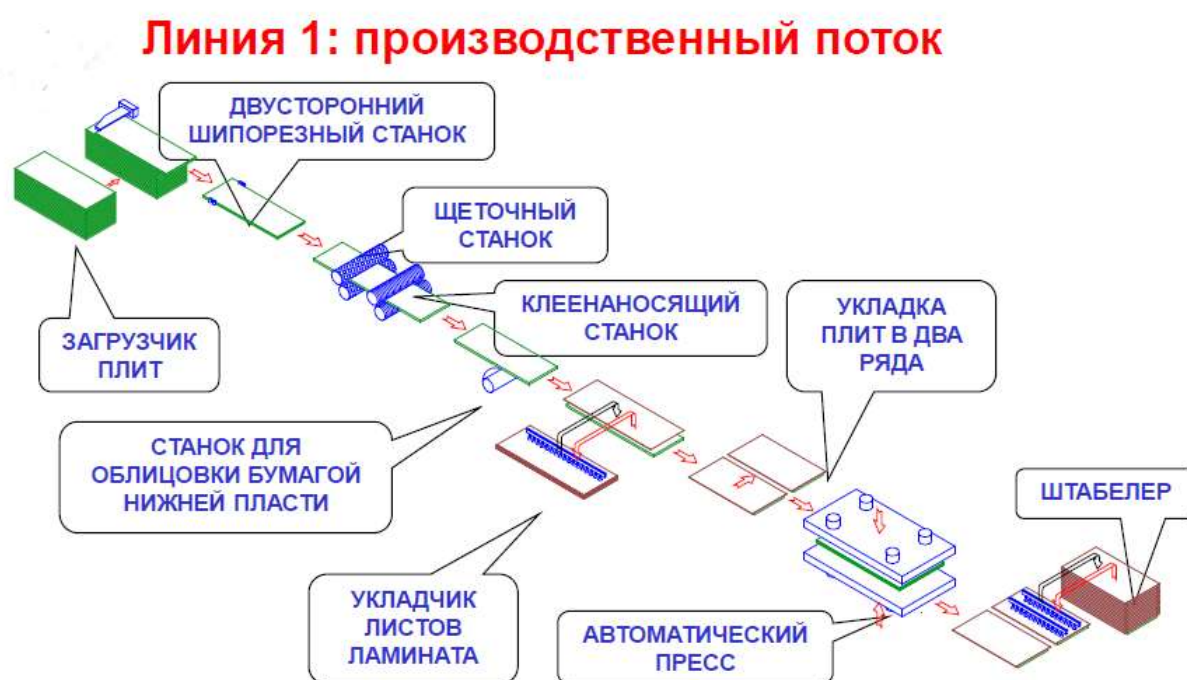 Линия 1: производственный поток
ДВУСТОРОННИЙ
ШИПОРЕЗНЫЙ СТАНОК
ЩЕТОЧНЫЙ
СТАНОК
КЛЕЕНАНОСЯЩИЙ
СТАНОК
УКЛАДКА
ПЛИТ В ДВА
РЯДА
ЗАГРУЗЧИК
ПЛИТ
СТАНОК ДЛЯ
ОБЛИЦОВКИ БУМАГОЙ
НИЖНЕЙ ПЛАСТИ
ШТАБЕЛЕР
УКЛАДЧИК
ЛИСТОВ
ЛАМИНАТА
АВТОМАТИЧЕСКИЙ
ПРЕСС